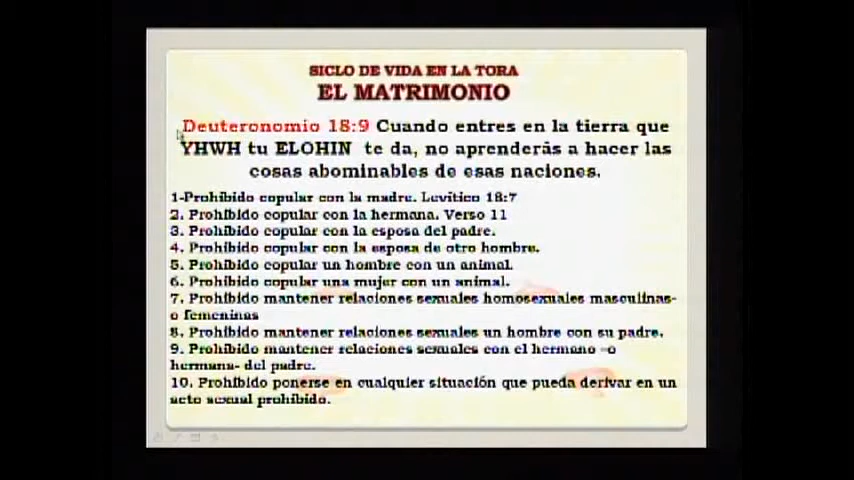 SICLO DE VIDA EN LA TORA
EL MATRIMONIO
Deuteronomio 18:9 Cuando entres en la tierra que
YHWH tu ELOHIN te da, no aprenderás a hacer las
cosas abominables de esas naciones.
1-Prohibido copular con la madre. Levitico 18:7
2. Prohibido copular con la hermana. Verso 11
3. Prohibido copular con la esposa del padre.
4. Prohibido copular con la esposa de otro hombre.
5. Prohibido copular un hombre con un animal.
6. Prohibido copular una mujer con un animal.
7. Prohibido mantener relaciones sexuales homosexuales masculinas-
o femeninas
8. Prohibido mantener relaciones sexuales un hombre con su padre.
9. Prohibido mantener relaciones sexuales con el hermano –o
hermana- del padre.
10. Prohibido ponerse en cualquier situación que pueda derivar en un
acto sexual prohibido.